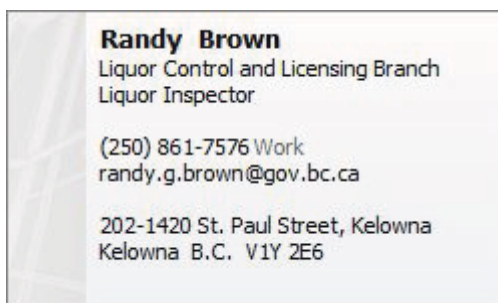 Randy Brown
Liquor Control and Licensing Branch
Liquor Inspector
(250) 861-7576 Work
randy.g.brown@gov.bc.ca
202-1420 St. Paul Street, Kelowna
Kelowna B.C. V1Y 2E6